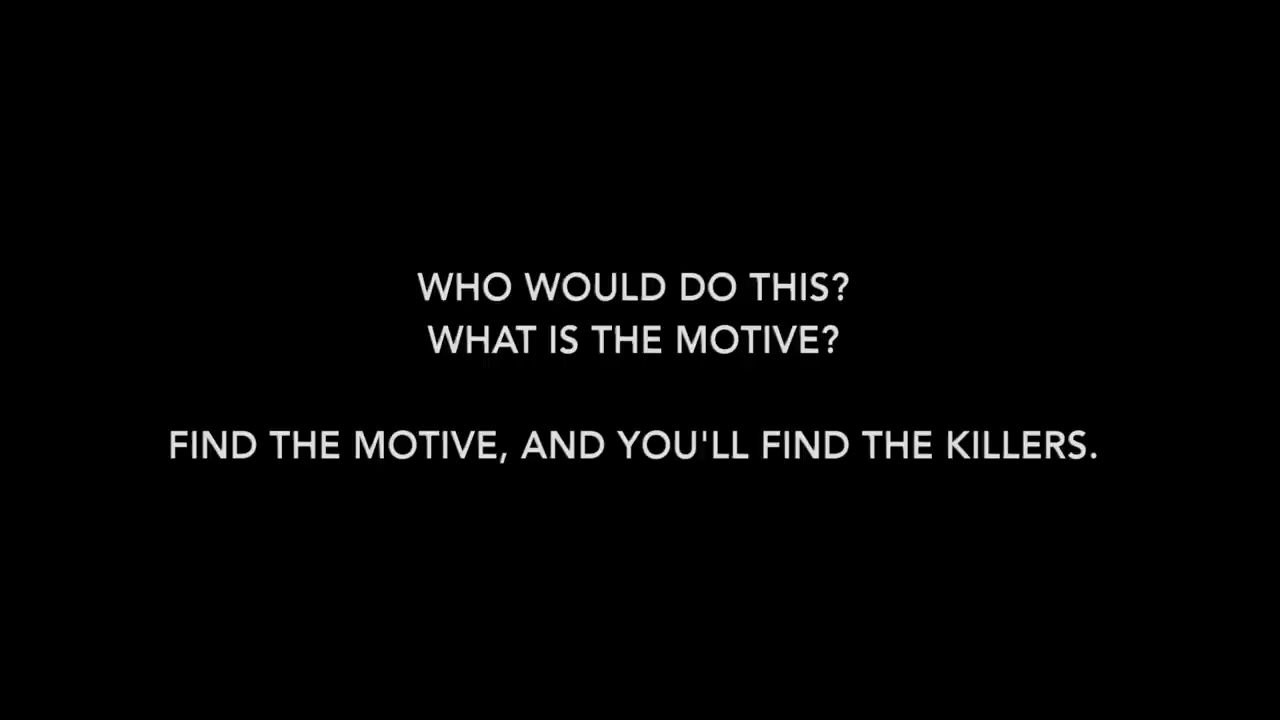 WHO WOULD DO THIS?
WHAT IS THE MOTIVE?
FIND THE MOTIVE, AND YOU'LL FIND THE KILLERS.